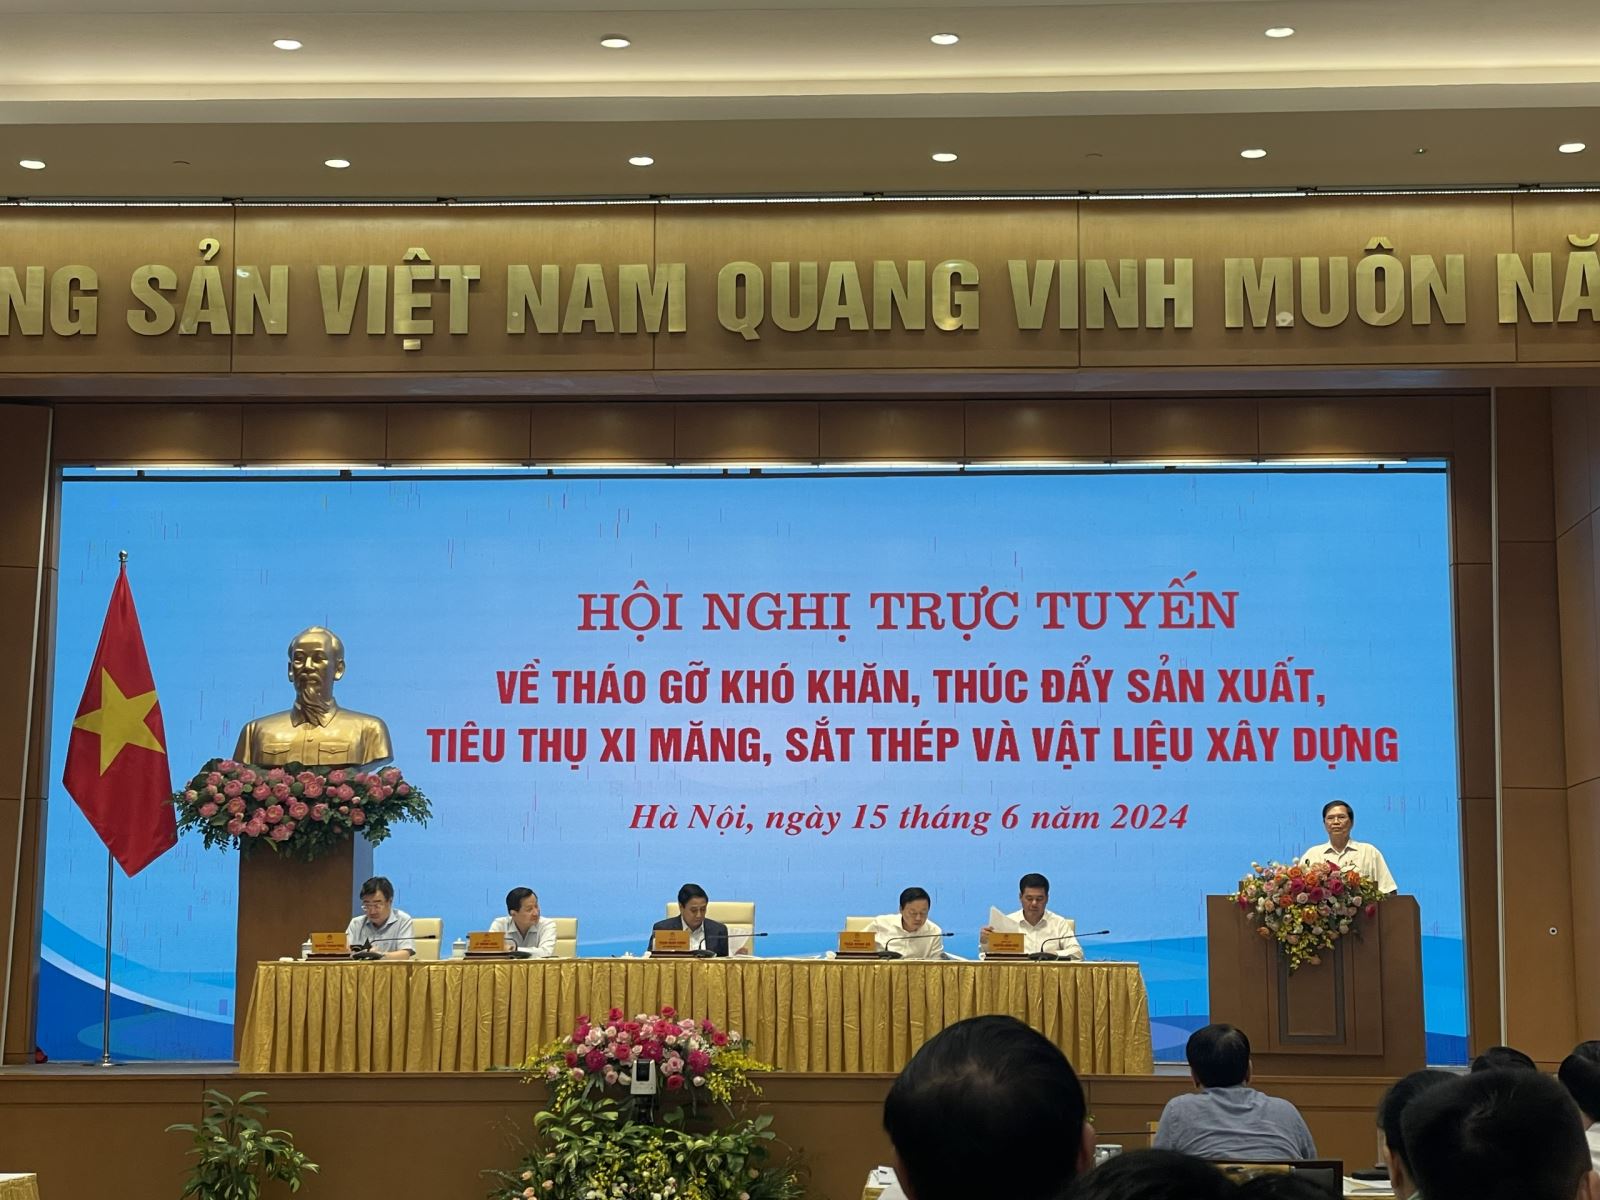 NG SẢN VIỆT NAM QUANG VINH MUÔN NĂ
HỘI NGHỊ TRỰC TUYẾN
VỀ THÁO GỠ KHÓ KHĂN, THÚC ĐẨY SẢN XUẤT,
TIÊU THỤ XI MĂNG, SẮT THÉP VÀ VẬT LIỆU XÂY DỰNG
Hà Nội, ngày 15 tháng 6 năm 2024